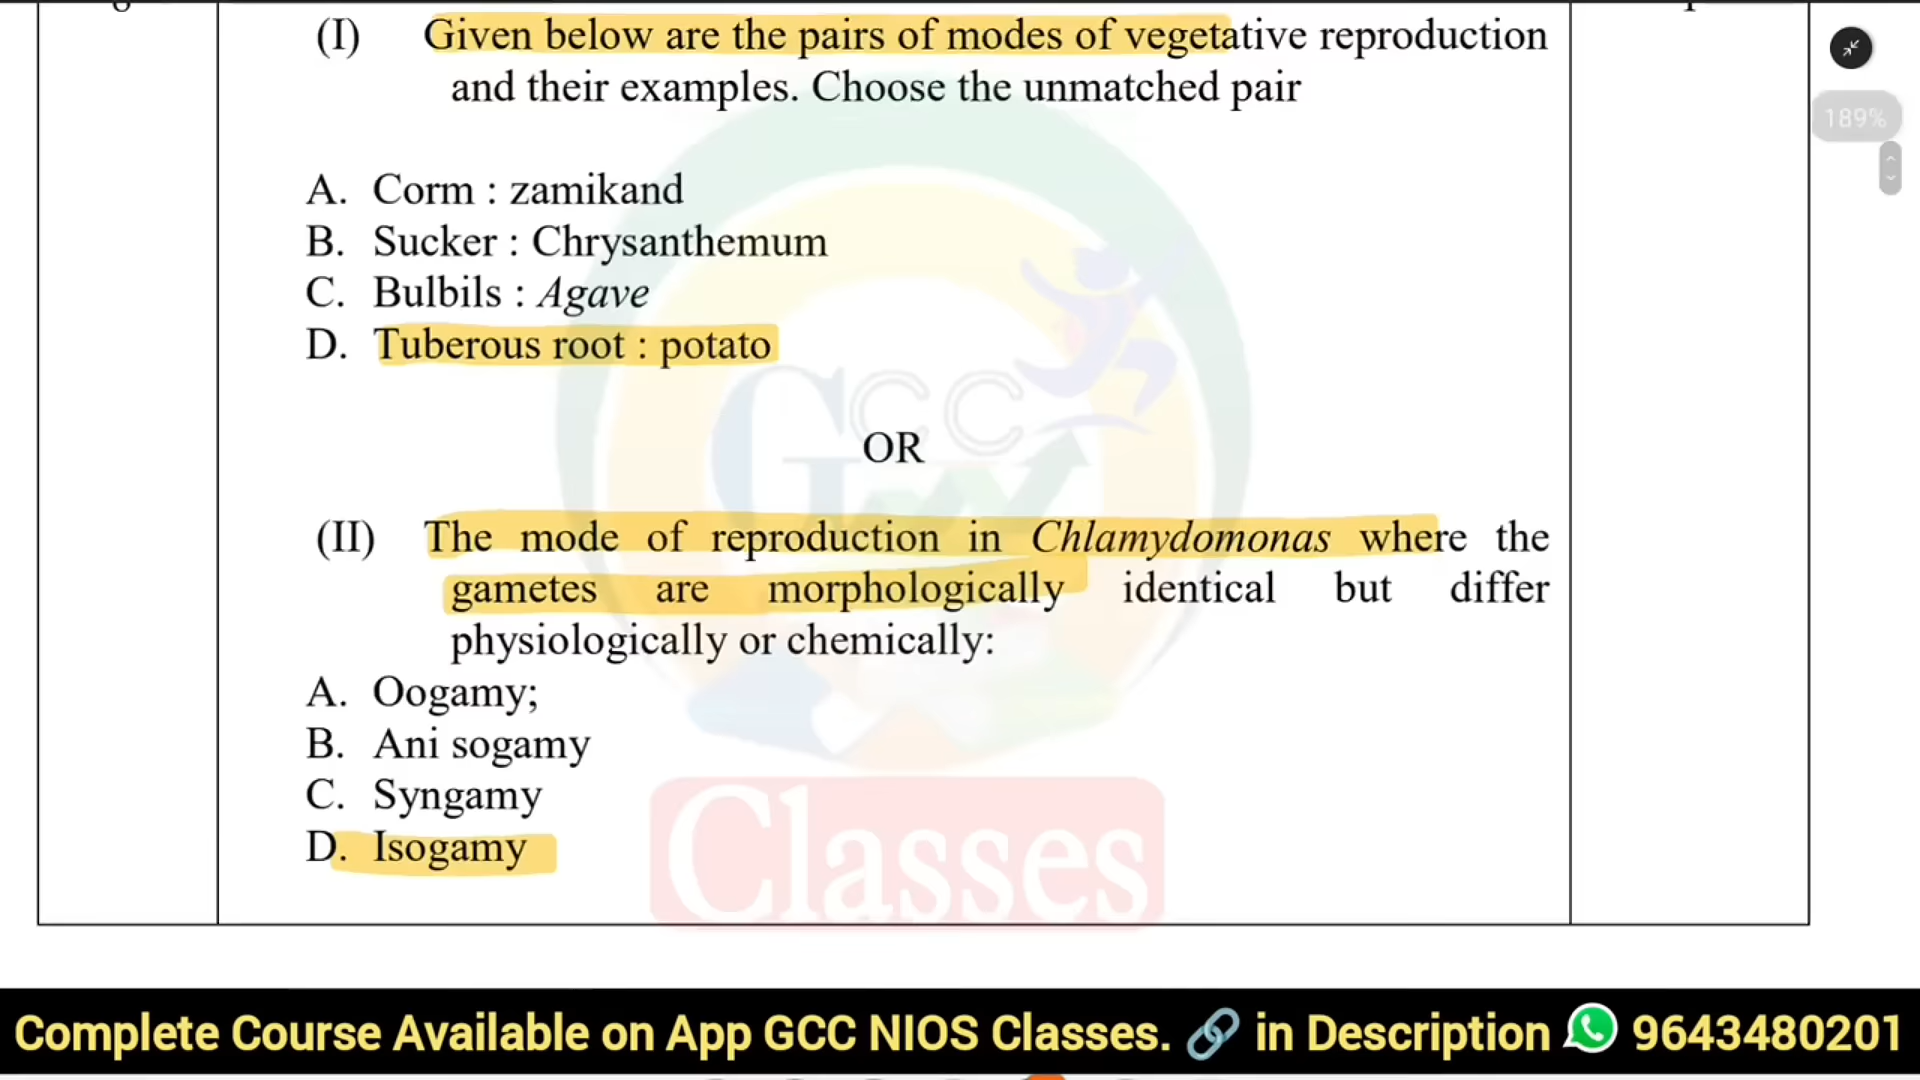 (I) Given below are the pairs of modes of vegetative reproduction
and their examples. Choose the unmatched pair
189%
A. Corm : zamikand
B. Sucker : Chrysanthemum
C. Bulbils : Agave
D. Tuberous root : potato
GCC
OR
(II) The mode of reproduction in Chlamydomonas where the
gametes are morphologically identical but differ
physiologically or chemically:
A. Oogamy;
B. Ani sogamy
C. Syngamy
D. Isogamy
Classes
Complete Course Available on App GCC NIOS Classes. in Description 9643480201